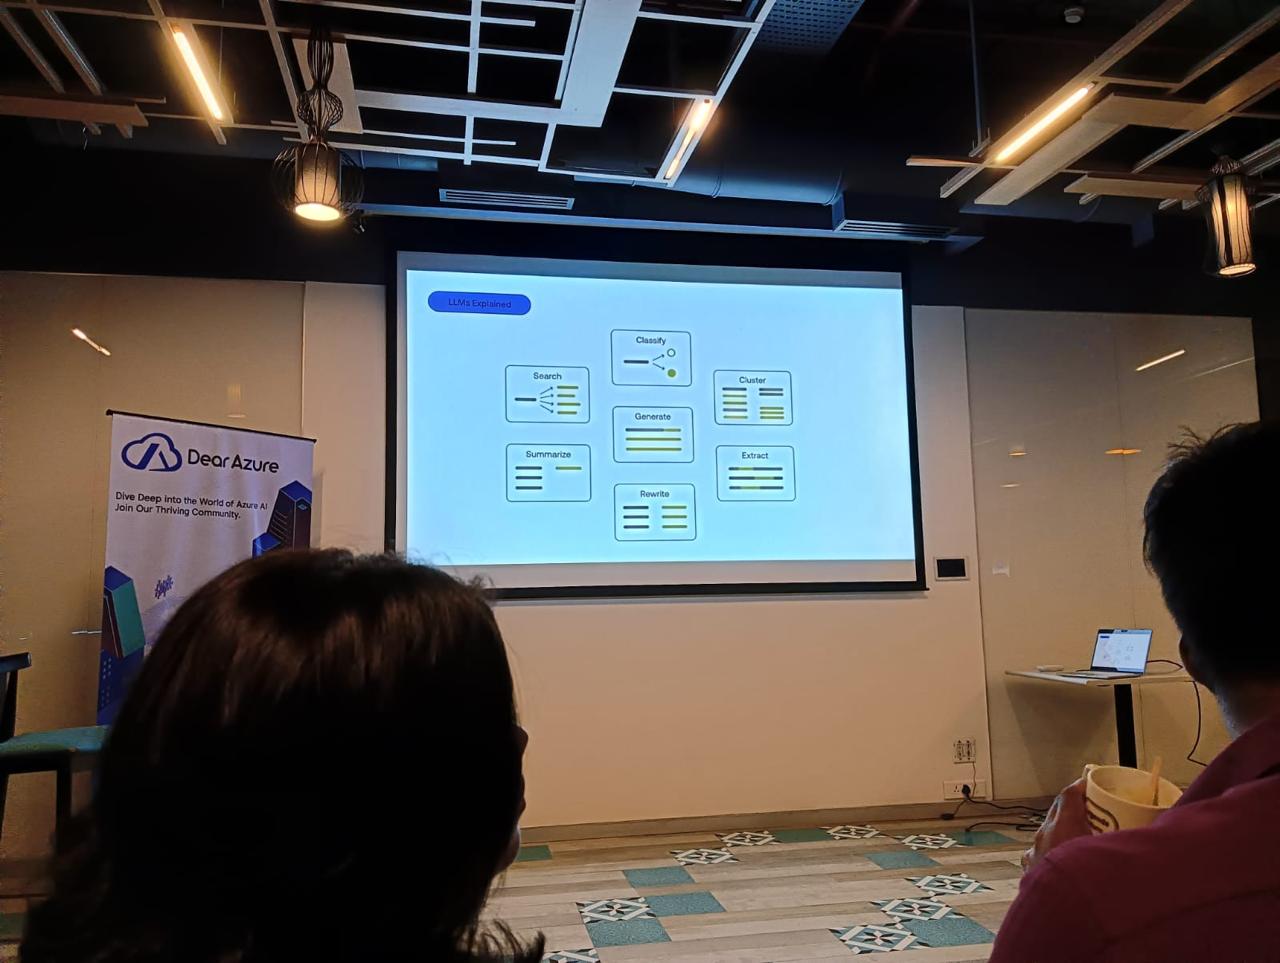 LLMs Explained
Classify
Search
Cluster
Generate
Summarize
Extract
Rewrite
Dear Azure
Dive Deep into the World of Azure AI
Join Our Thriving Community.